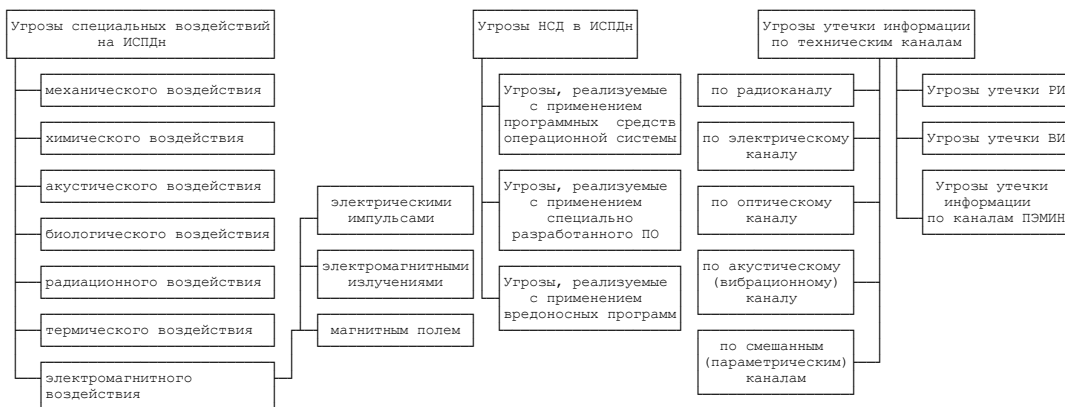 Угрозы специальных воздействий
на ИСПДн
механического воздействия
химического воздействия
акустического воздействия
биологического воздействия
радиационного воздействия
термического воздействия
электромагнитного
воздействия
электрическими
импульсами
электромагнитными
излучениями
магнитным полем
Угрозы НСД в ИСПДн
Угрозы, реализуемые
с применением
программных средств
операционной системы
Угрозы, реализуемые
с применением
специально
разработанного ПО
Угрозы, реализуемые
с применением
вредоносных программ
Угрозы утечки информации
по техническим каналам
по радиоканалу
по электрическому
каналу
по оптическому
каналу
по акустическому
(вибрационному)
каналу
по смешанным
(параметрическим)
каналам
Угрозы утечки РИ
Угрозы утечки ВИ
Угрозы утечки
информации
по каналам ПЭМИН